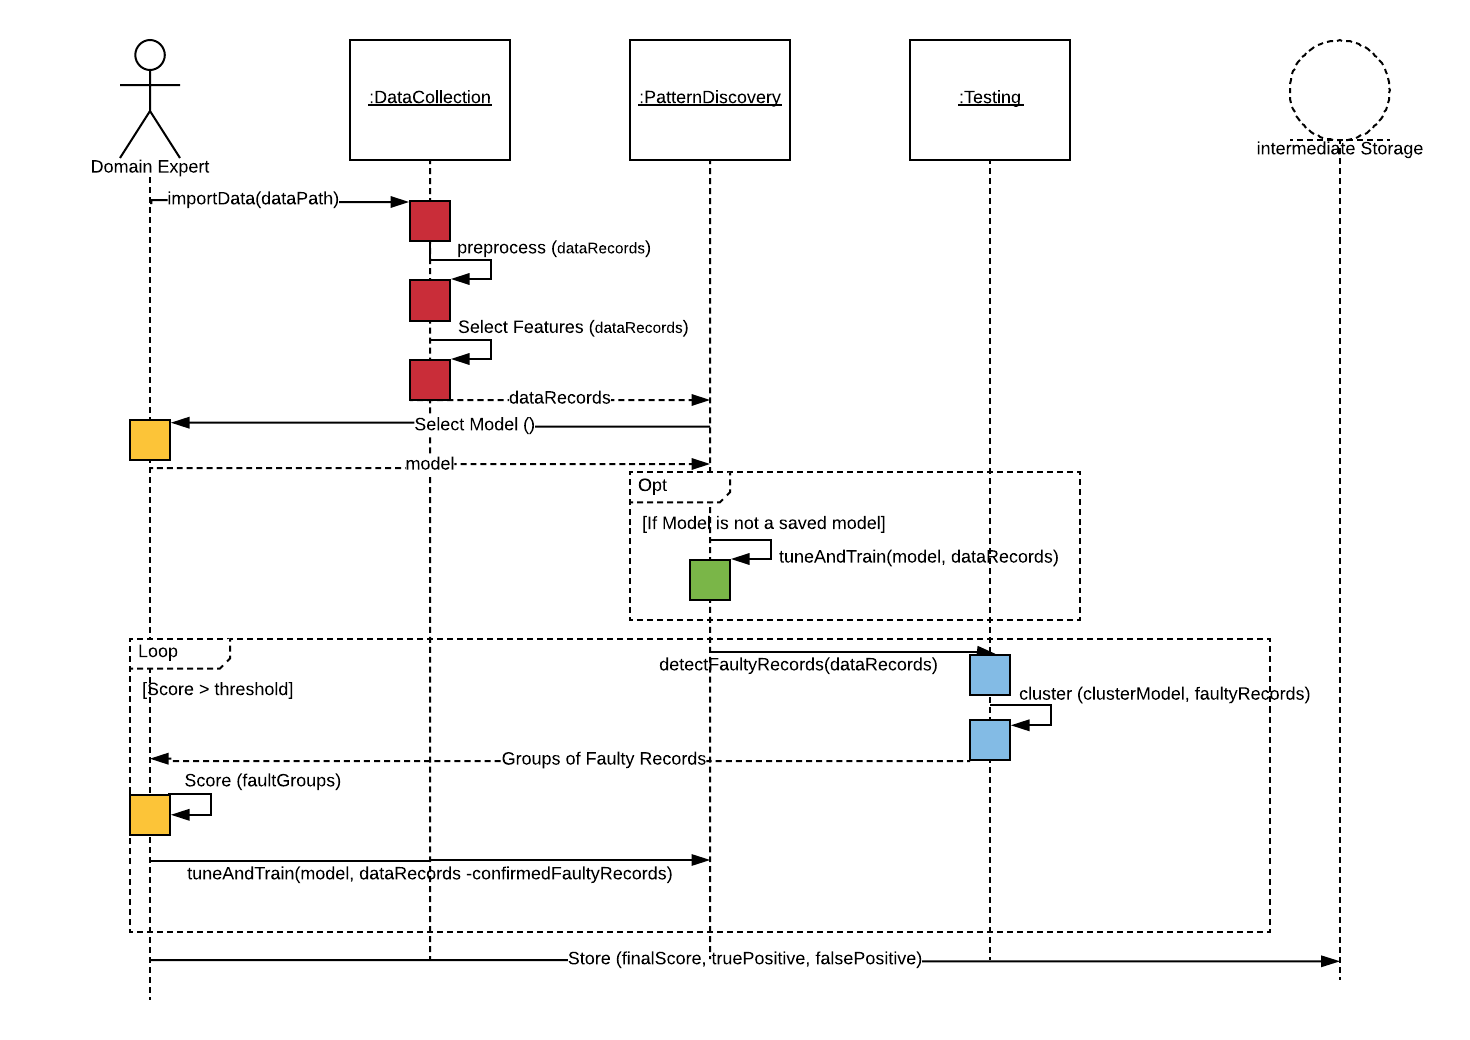 :DataCollection
:PatternDiscovery
:Testing
intermediate Storage
Domain Expert
importData(dataPath)
preprocess (dataRecords)
Select Features (dataRecords)
dataRecords
Select Model ()
model
Opt
[If Model is not a saved model]
tuneAndTrain(model, dataRecords)
Loop
detectFaultyRecords(dataRecords)
[Score > threshold]
cluster (clusterModel, faultyRecords)
Groups of Faulty Records
Score (faultGroups)
tuneAndTrain(model, dataRecords -confirmedFaultyRecords)
Store (finalScore, truePositive, falsePositive)